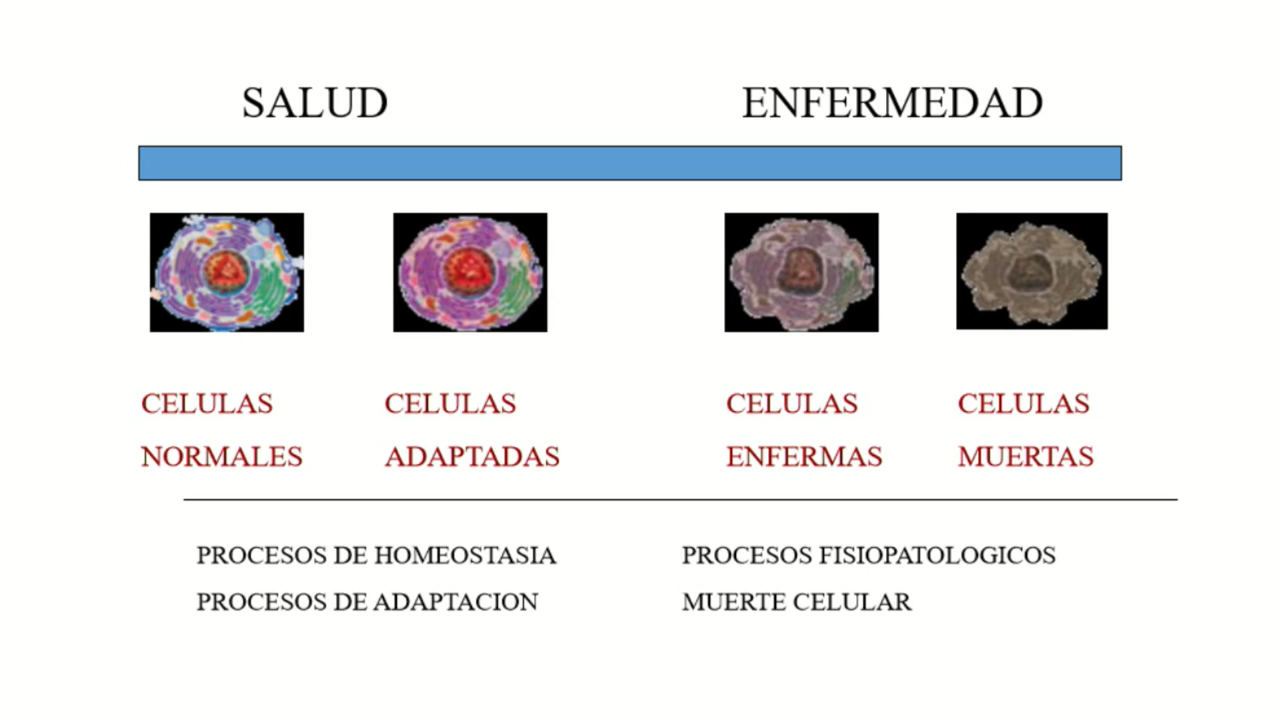 SALUD
ENFERMEDAD
CELULAS
NORMALES
CELULAS
ADAPTADAS
CELULAS
ENFERMAS
CELULAS
MUERTAS
PROCESOS DE HOMEOSTASIA
PROCESOS DE ADAPTACION
PROCESOS FISIOPATOLOGICOS
MUERTE CELULAR